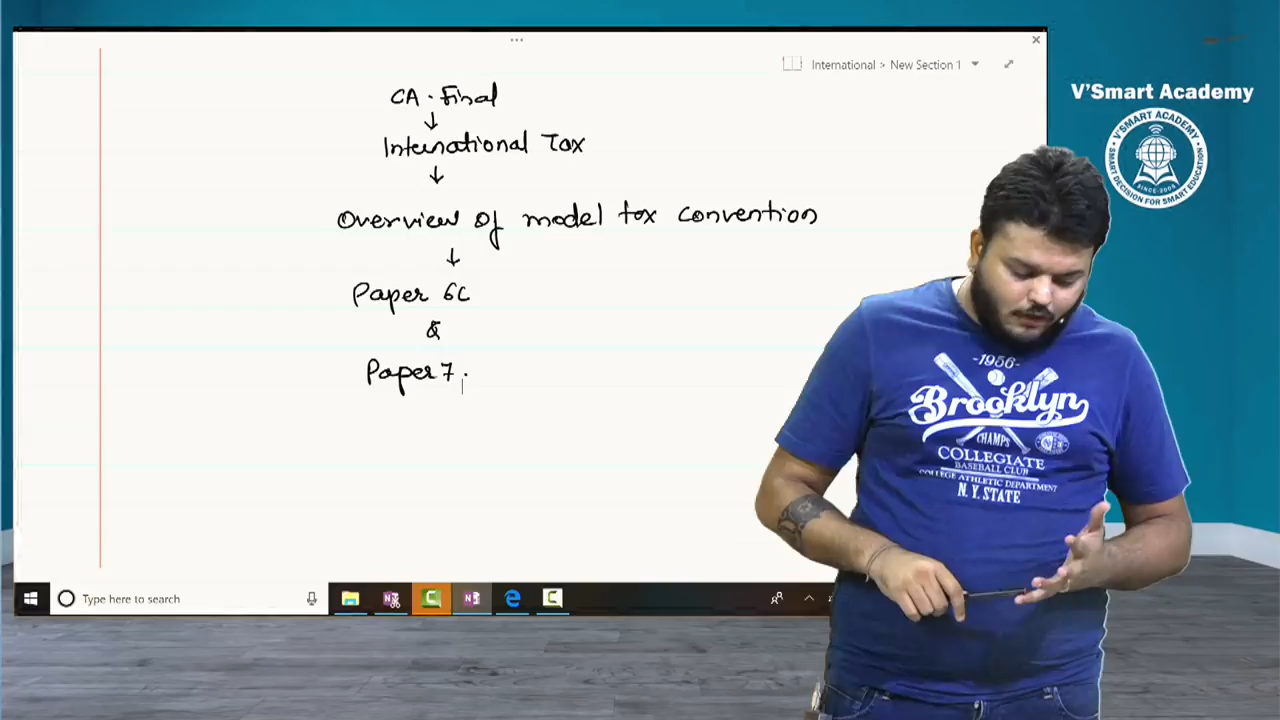 International > New Section 1
CA. Final
↓
International Tax
↓
Overview of model tax convention
↓
Paper 6C
&
Paper 7.
Type here to search
V'Smart Academy
V'SMART ACADEMY
SINCE-2005
SMART DECISION FOR SMART EDUCATION
-1956-
Brooklyn
CHAMPS
COLLEGIATE
BASEBALL CLUB
COLLEGE ATHLETIC DEPARTMENT
N.Y. STATE